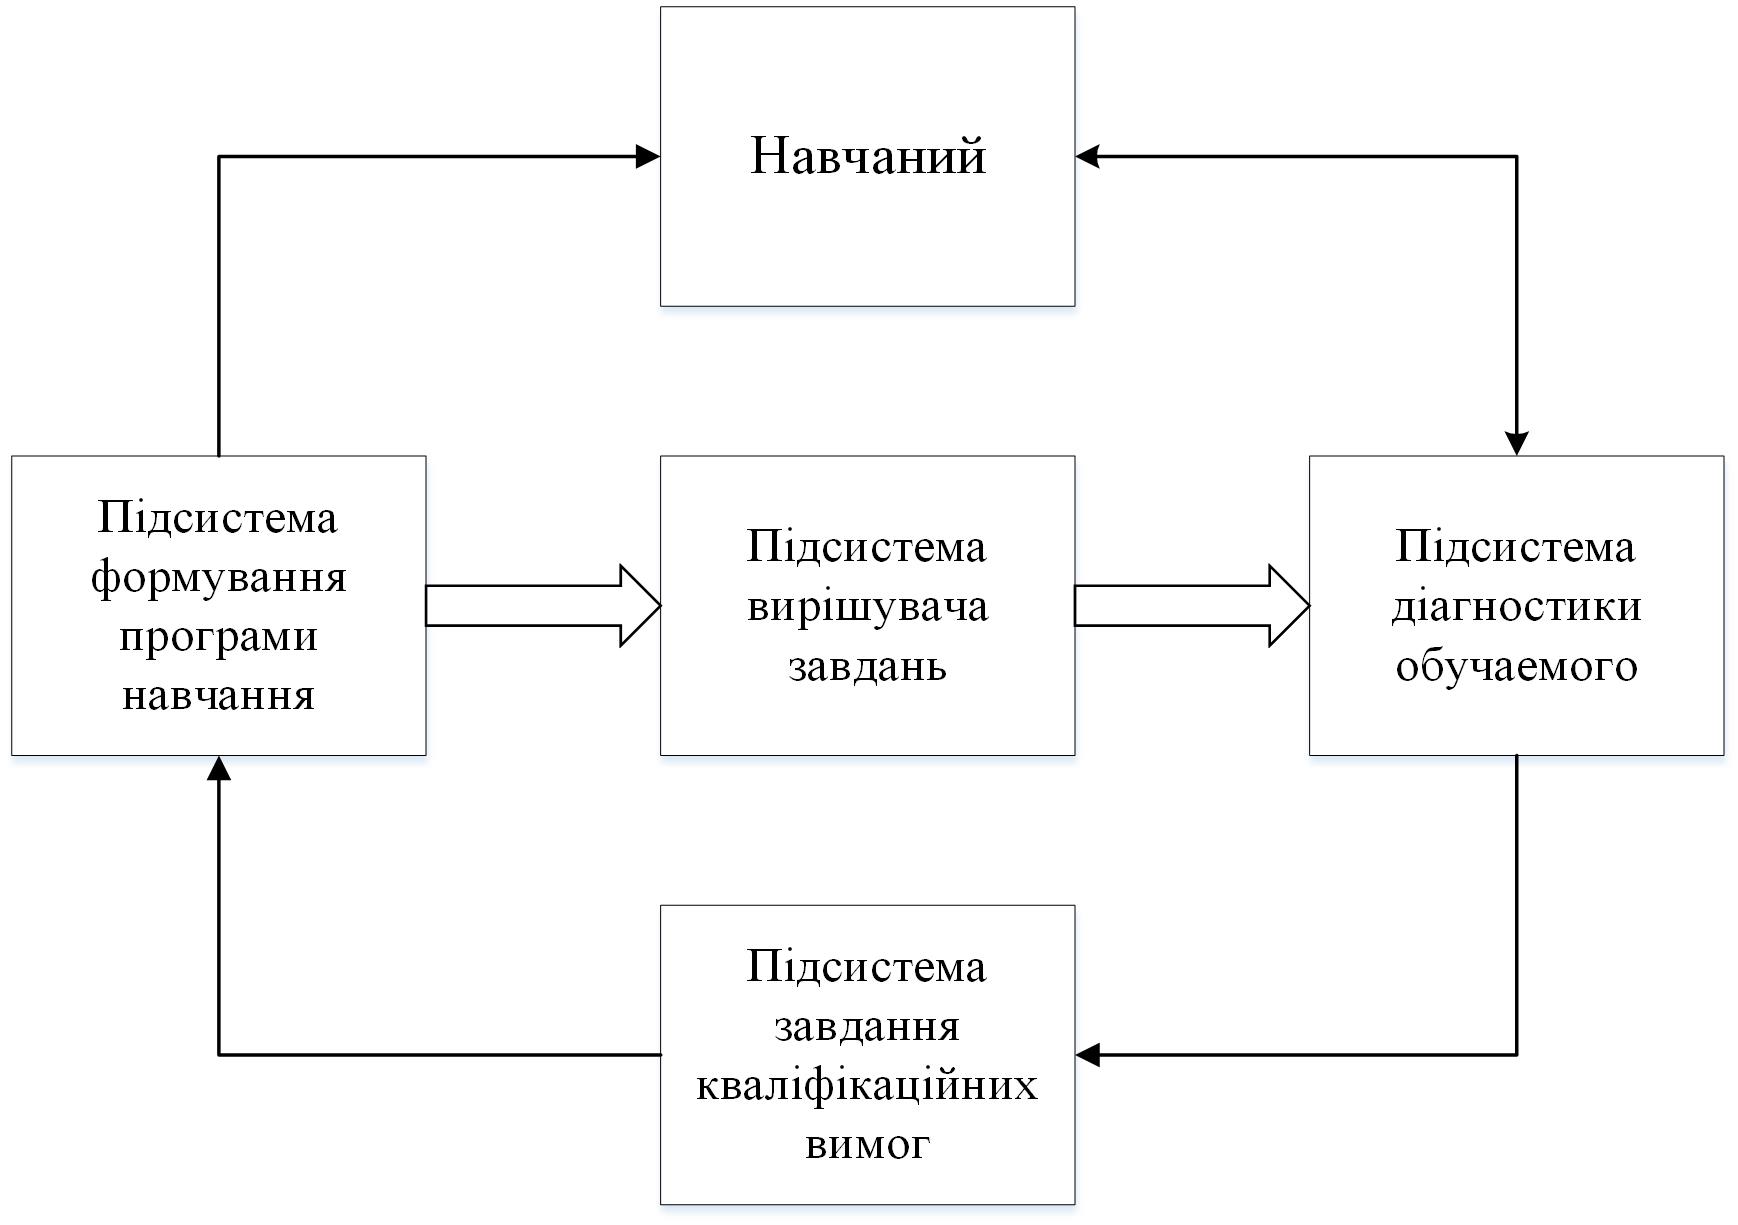 Навчаний
Підсистема
формування
програми
навчання
Підсистема
вирішувача
завдань
Підсистема
діагностики
обучаемого
Підсистема
завдання
кваліфікаційних
вимог